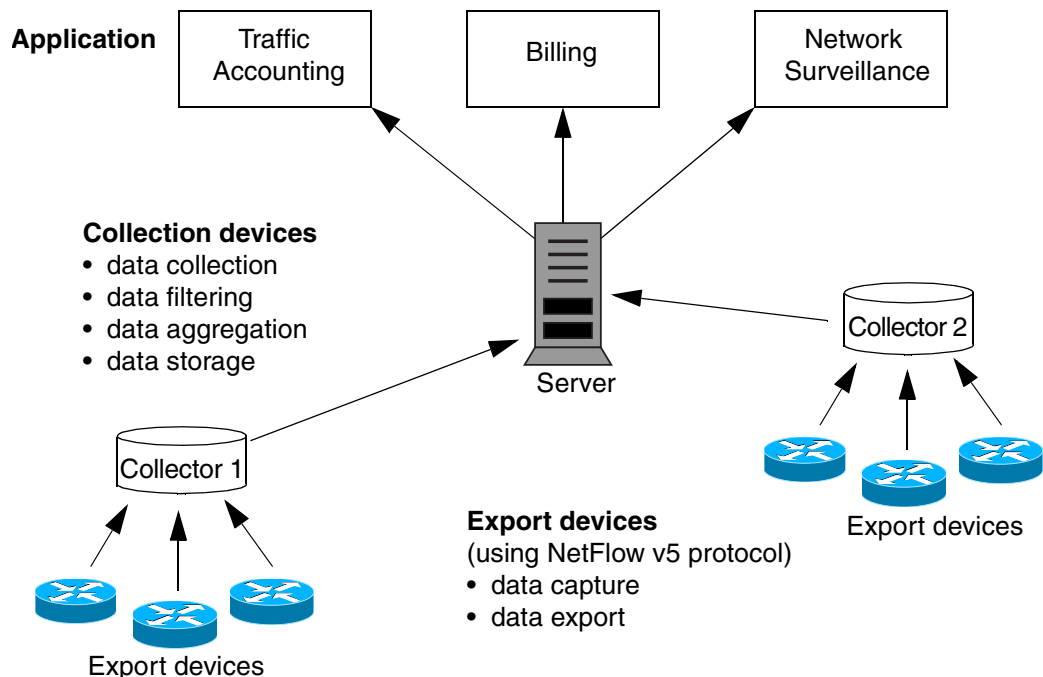 Application
Traffic
Accounting
Billing
Network
Surveillance
Collection devices
• data collection
• data filtering
• data aggregation
• data storage
Server
Collector 2
Export devices
Collector 1
Export devices
Export devices
(using NetFlow v5 protocol)
• data capture
• data export